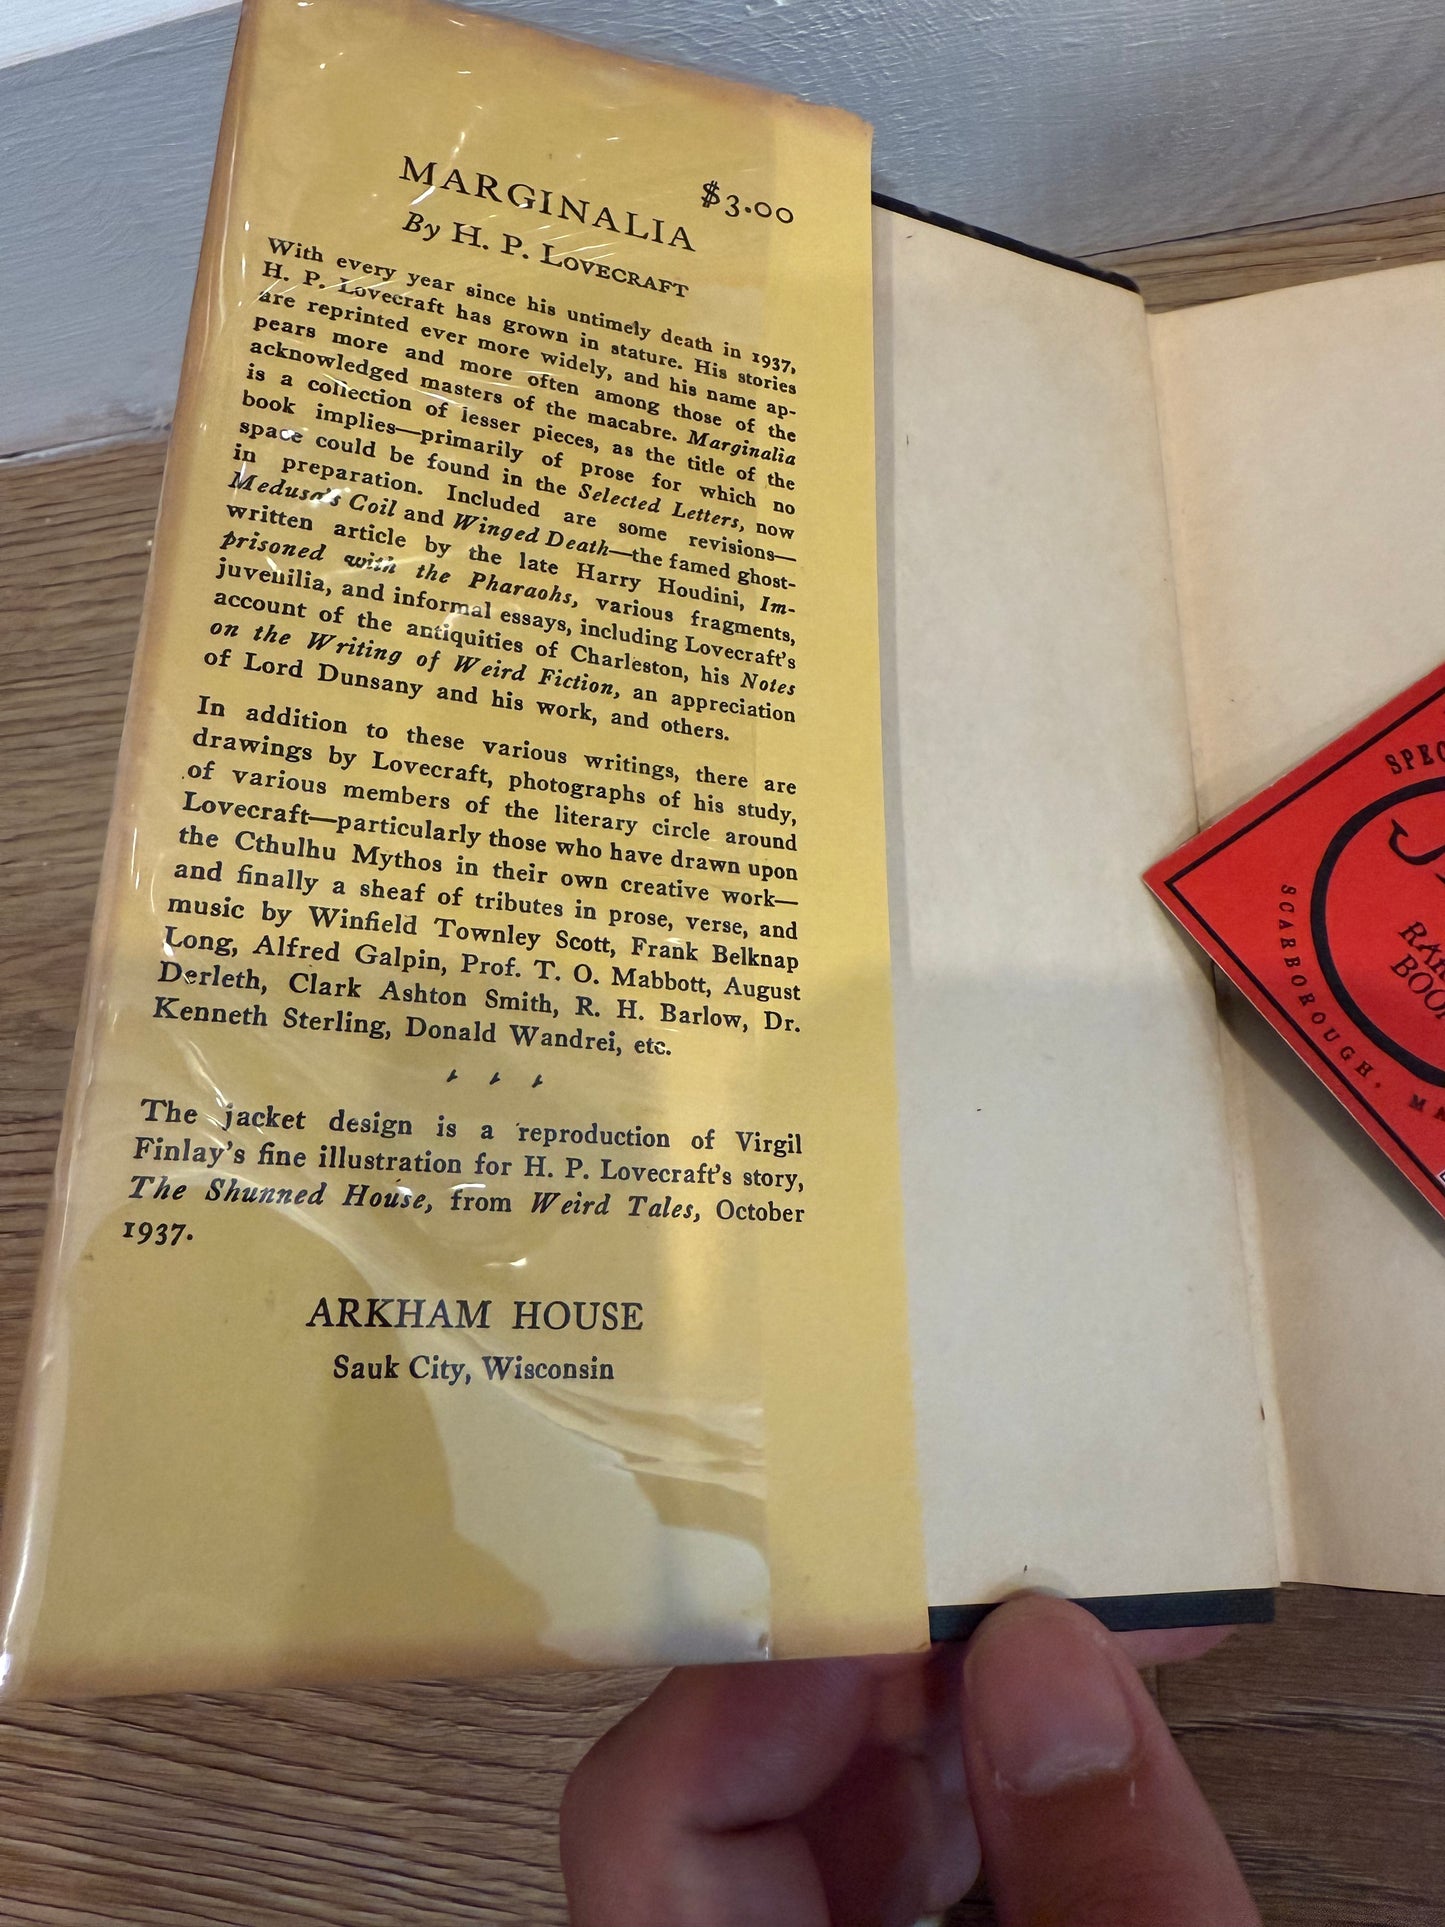 MARGINALIA
$3.00
By H. P. LOVECRAFT
With every year since his untimely death in 1937,
H. P. Lovecraft has grown in stature. His stories
are reprinted ever more widely, and his name ap-
pears more and more often among those of the
acknowledged masters of the macabre. Marginalia
is a collection of lesser pieces, as the title of the
book implies—primarily of prose for which no
space could be found in the Selected Letters, now
in preparation. Included are some revisions—
Medusa's Coil and Winged Death—the famed ghost-
written article by the late Harry Houdini, Im-
prisoned with the Pharaohs, various fragments,
juvenilia, and informal essays, including Lovecraft's
account of the antiquities of Charleston, his Notes
on the Writing of Weird Fiction, an appreciation
of Lord Dunsany and his work, and others.
In addition to these various writings, there are
drawings by Lovecraft, photographs of his study,
of various members of the literary circle around
Lovecraft—particularly those who have drawn upon
the Cthulhu Mythos in their own creative work—
and finally a sheaf of tributes in prose, verse, and
music by Winfield Townley Scott, Frank Belknap
Long, Alfred Galpin, Prof. T. O. Mabbott, August
Derleth, Clark Ashton Smith, R. H. Barlow, Dr.
Kenneth Sterling, Donald Wandrei, etc.
The jacket design is a reproduction of Virgil
Finlay's fine illustration for H. P. Lovecraft's story,
The Shunned House, from Weird Tales, October
1937.
ARKHAM HOUSE
Sauk City, Wisconsin
SCARBOROUGH,